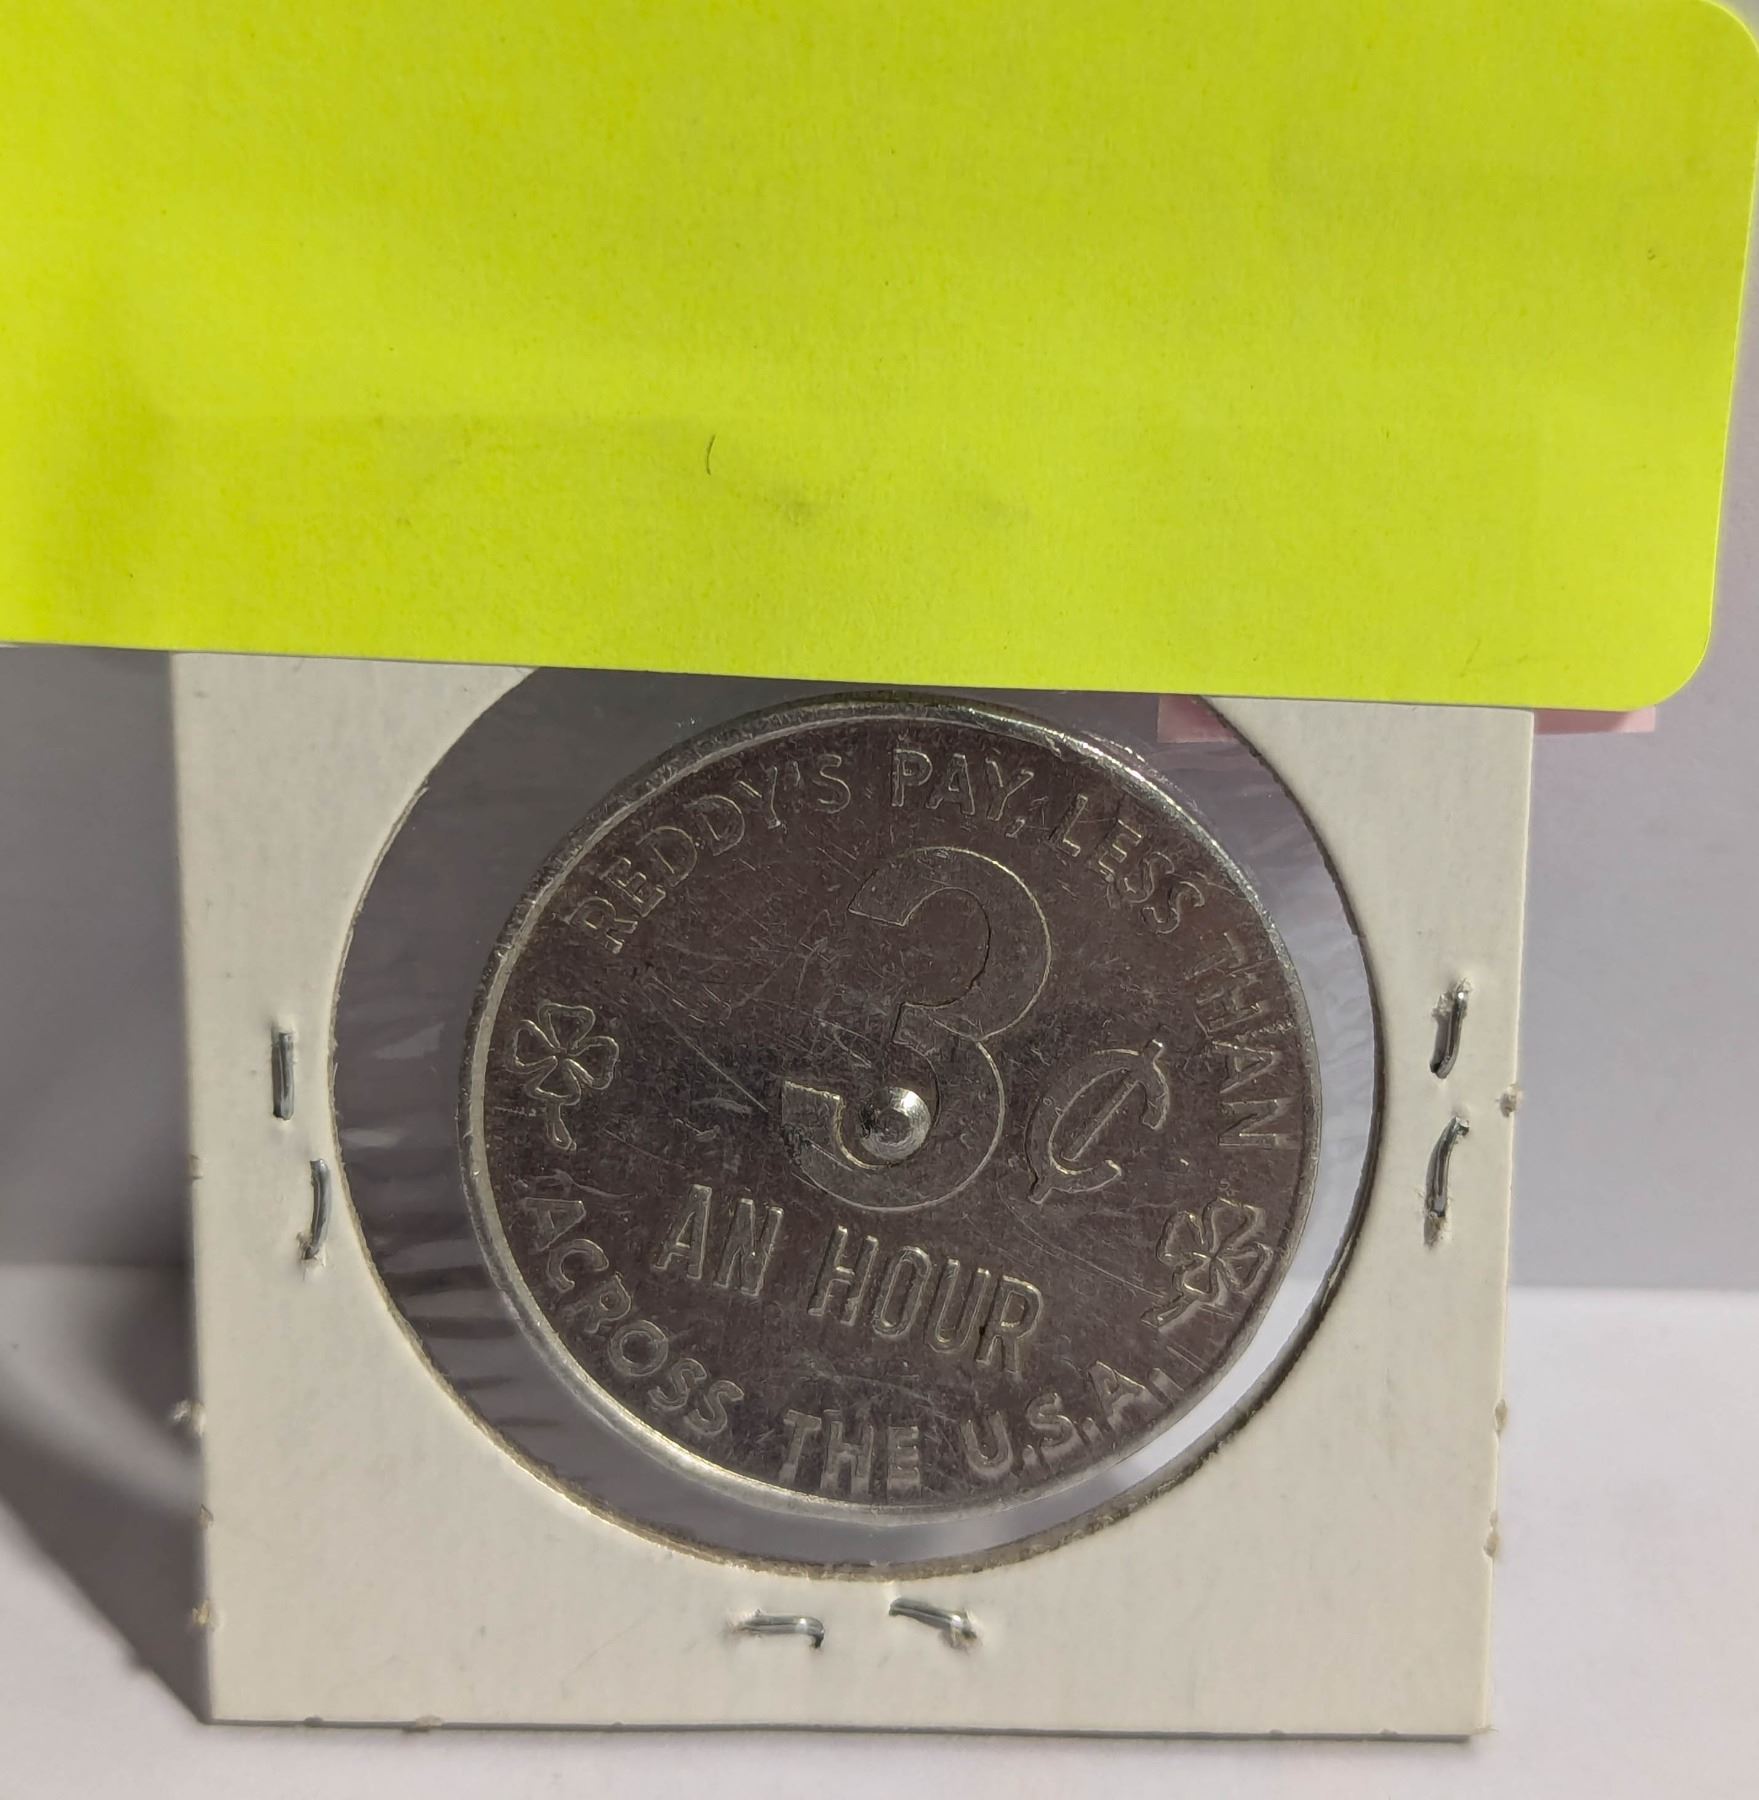 REDDY'S PAY, LESS THAN
3¢
AN HOUR
ACROSS THE U.S.A.